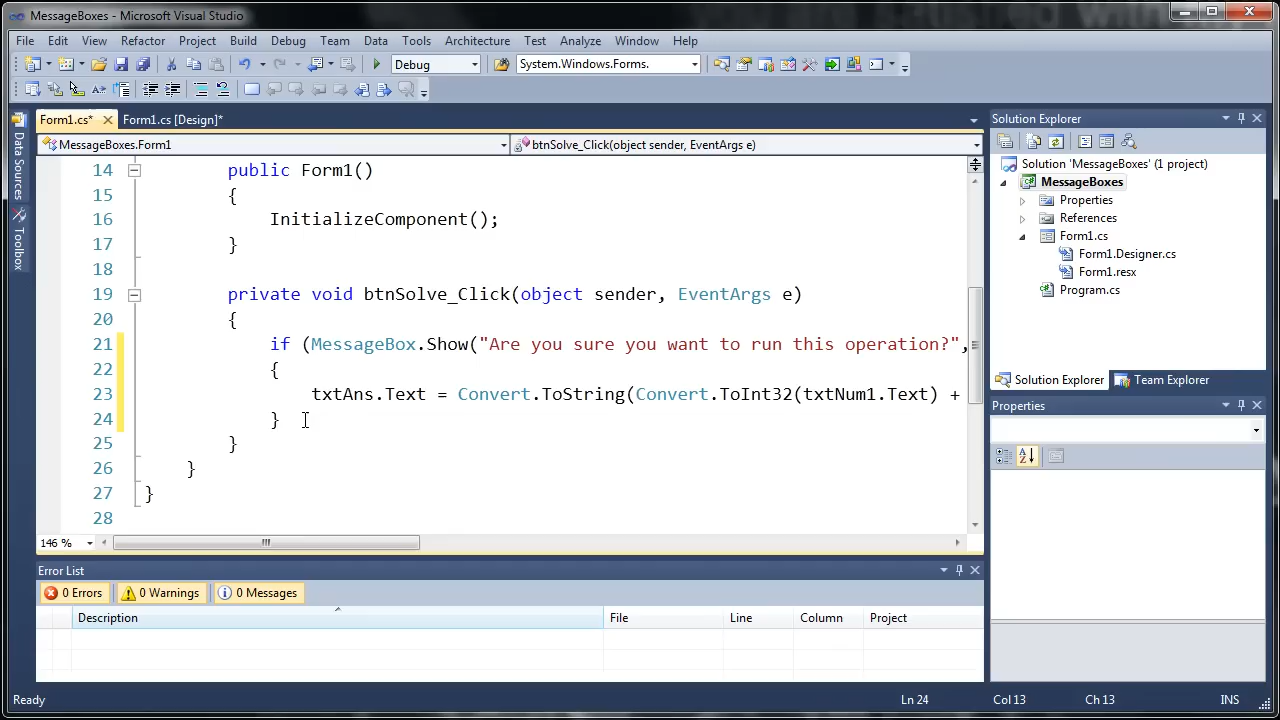 MessageBoxes - Microsoft Visual Studio
File Edit View Refactor Project Build Debug Team Data Tools Architecture Test Analyze Window Help
Debug System.Windows.Forms.
Form1.cs* Form1.cs [Design]*
MessageBoxes.Form1 btnSolve_Click(object sender, EventArgs e)
Data Sources
Toolbox
14 public Form1()
15 {
16 InitializeComponent();
17 }
18
19 private void btnSolve_Click(object sender, EventArgs e)
20 {
21 if (MessageBox.Show("Are you sure you want to run this operation?",
22 {
23 txtAns.Text = Convert.ToString(Convert.ToInt32(txtNum1.Text) +
24 }
25 }
26 }
27 }
28
146 %
Solution Explorer
Solution 'MessageBoxes' (1 project)
MessageBoxes
Properties
References
Form1.cs
Form1.Designer.cs
Form1.resx
Program.cs
Solution Explorer Team Explorer
Properties
Error List
0 Errors 0 Warnings 0 Messages
Description File Line Column Project
Ready Ln 24 Col 13 Ch 13 INS